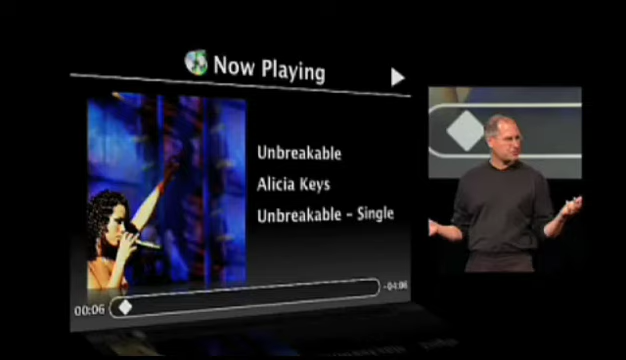 Now Playing
Unbreakable
Alicia Keys
Unbreakable - Single
00:06
-04:06